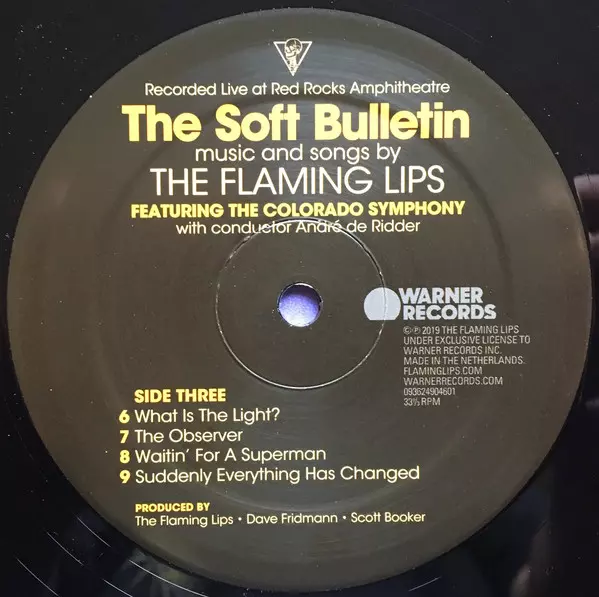 Recorded Live at Red Rocks Amphitheatre
The Soft Bulletin
music and songs by
THE FLAMING LIPS
FEATURING THE COLORADO SYMPHONY
with conductor André de Ridder
WARNER
RECORDS
©℗ 2019 THE FLAMING LIPS
UNDER EXCLUSIVE LICENSE TO
WARNER RECORDS INC.
MADE IN THE NETHERLANDS.
FLAMINGLIPS.COM
WARNERRECORDS.COM
093624904601
33⅓ RPM
SIDE THREE
6 What Is The Light?
7 The Observer
8 Waitin' For A Superman
9 Suddenly Everything Has Changed
PRODUCED BY
The Flaming Lips • Dave Fridmann • Scott Booker